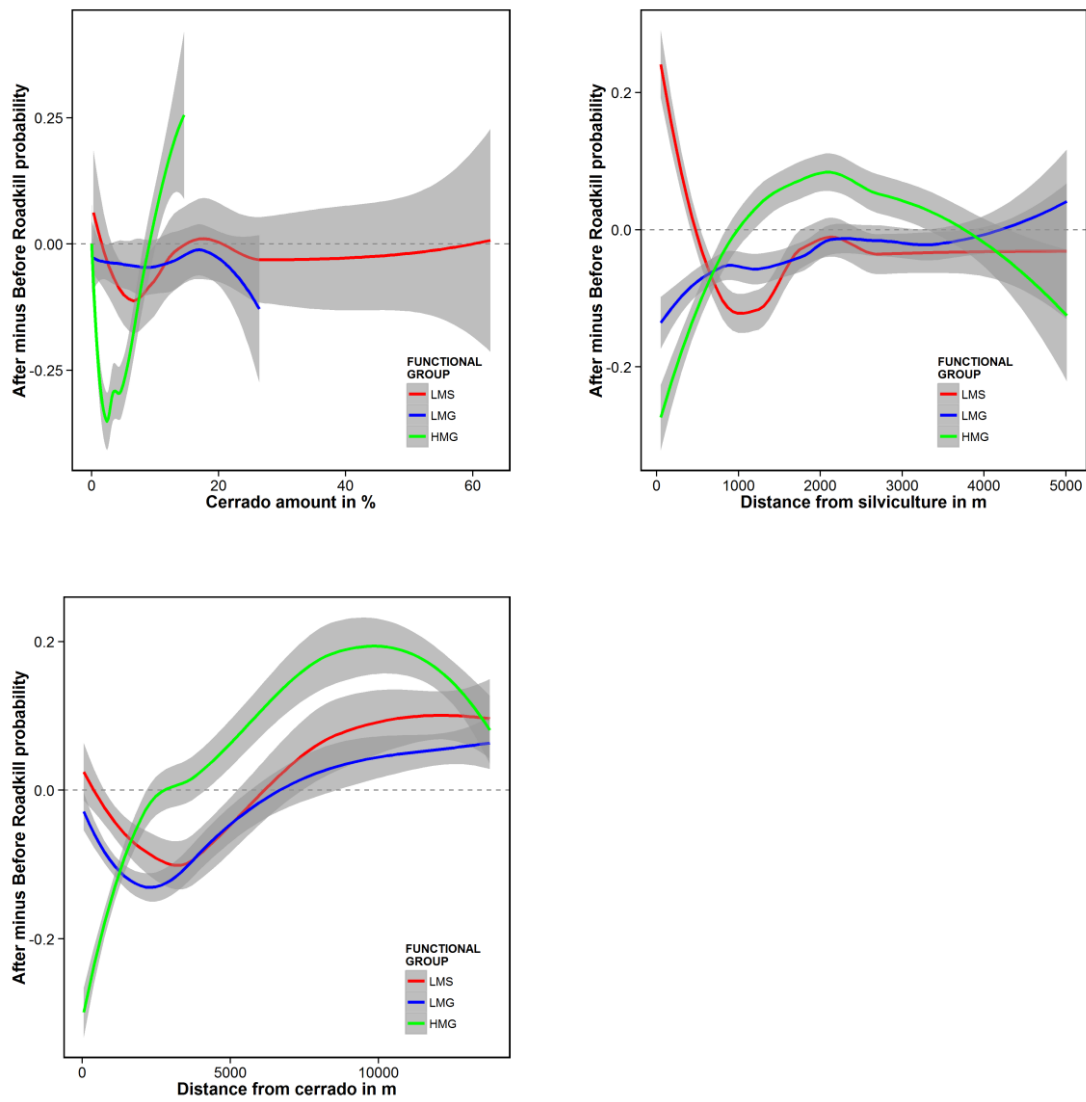 After minus Before Roadkill probability
0.25
0.00
-0.25
FUNCTIONAL
GROUP
LMS
LMG
HMG
0 20 40 60
Cerrado amount in %
After minus Before Roadkill probability
0.2
0.0
-0.2
FUNCTIONAL
GROUP
LMS
LMG
HMG
0 1000 2000 3000 4000 5000
Distance from silviculture in m
After minus Before Roadkill probability
0.2
0.0
-0.2
FUNCTIONAL
GROUP
LMS
LMG
HMG
0 5000 10000
Distance from cerrado in m